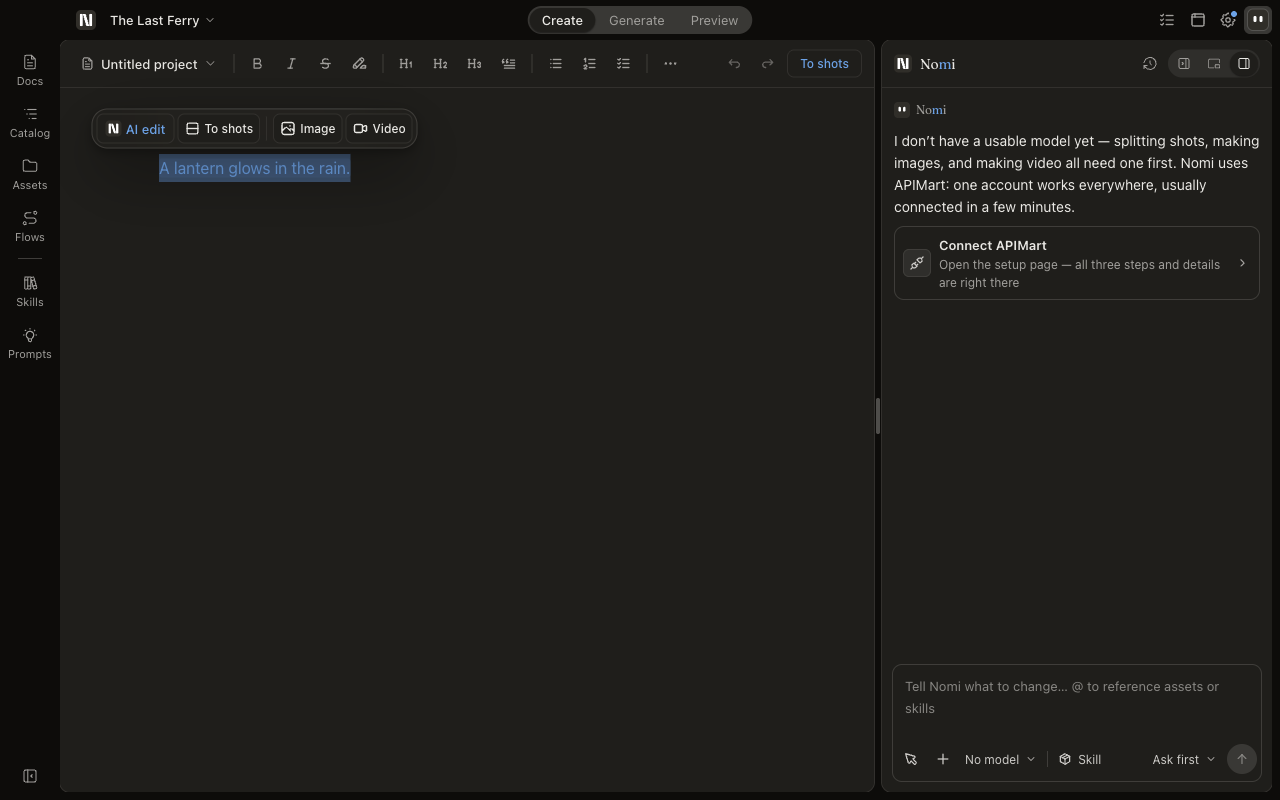 The Last Ferry
Create
Generate
Preview
Docs
Catalog
Assets
Flows
Skills
Prompts
Untitled project
B
I
S
H1
H2
H3
To shots
AI edit
To shots
Image
Video
A lantern glows in the rain.
Nomi
Nomi
I don’t have a usable model yet — splitting shots, making
images, and making video all need one first. Nomi uses
APIMart: one account works everywhere, usually
connected in a few minutes.
Connect APIMart
Open the setup page — all three steps and details
are right there
Tell Nomi what to change… @ to reference assets or
skills
No model
Skill
Ask first